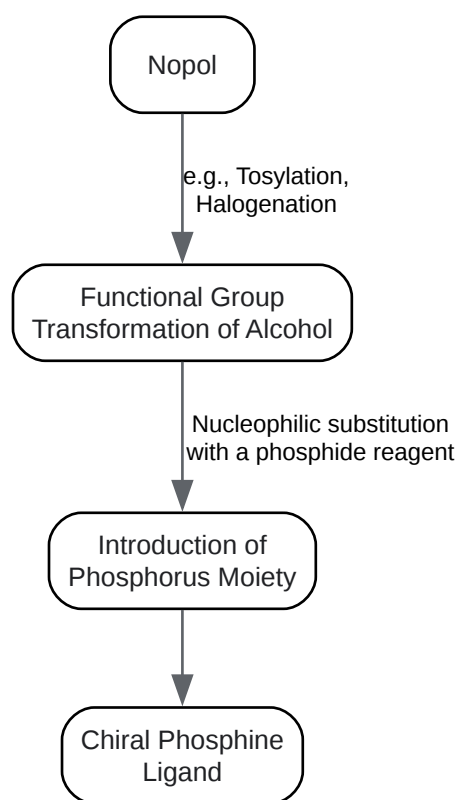 Nopol
e.g., Tosylation,
Halogenation
Functional Group
Transformation of Alcohol
Nucleophilic substitution
with a phosphide reagent
Introduction of
Phosphorus Moiety
Chiral Phosphine
Ligand